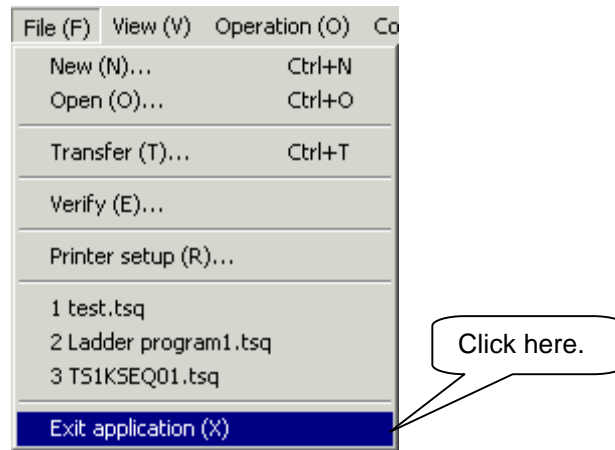 File (F) View (V) Operation (O) Co
New (N)... Ctrl+N
Open (O)... Ctrl+O
Transfer (T)... Ctrl+T
Verify (E)...
Printer setup (R)...
1 test.tsq
2 Ladder program1.tsq
3 TS1KSEQ01.tsq
Click here.
Exit application (X)